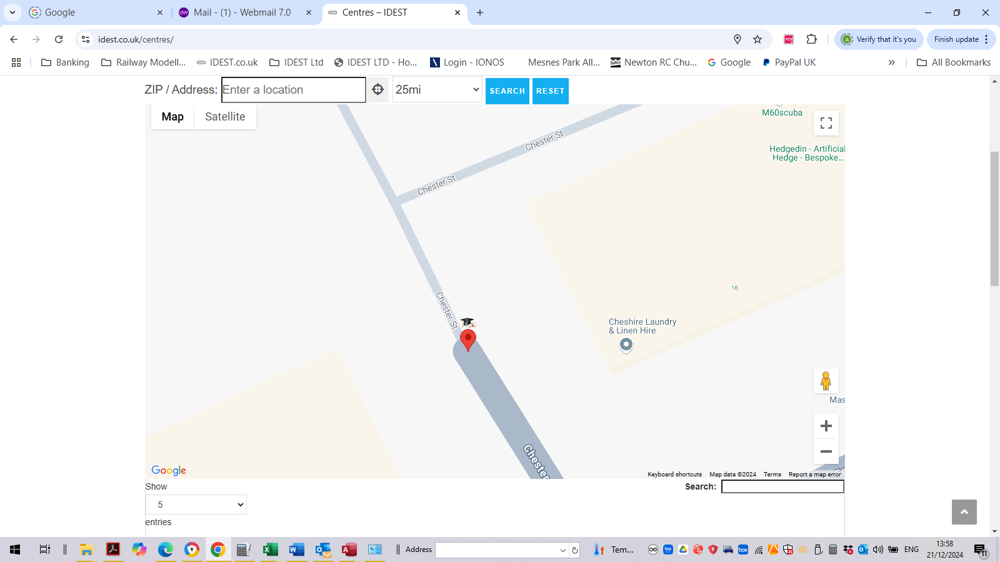 Google
Mail - (1) - Webmail 7.0
Centres – IDEST
idest.co.uk/centres/
Verify that it's you
Finish update
Banking
Railway Modell...
IDEST.co.uk
IDEST Ltd
IDEST LTD - Ho...
Login - IONOS
Mesnes Park All...
Newton RC Chu...
Google
PayPal UK
All Bookmarks
ZIP / Address:
Enter a location
25mi
SEARCH
RESET
Map
Satellite
M60scuba
Chester St
Hedgedin - Artificial
Hedge - Bespoke...
Chester St
16
Chester St
Cheshire Laundry
& Linen Hire
Mas
Chester
Google
Keyboard shortcuts
Map data ©2024
Terms
Report a map error
Show
Search:
5
entries
Address
Tem...
ENG
13:58
21/12/2024
11